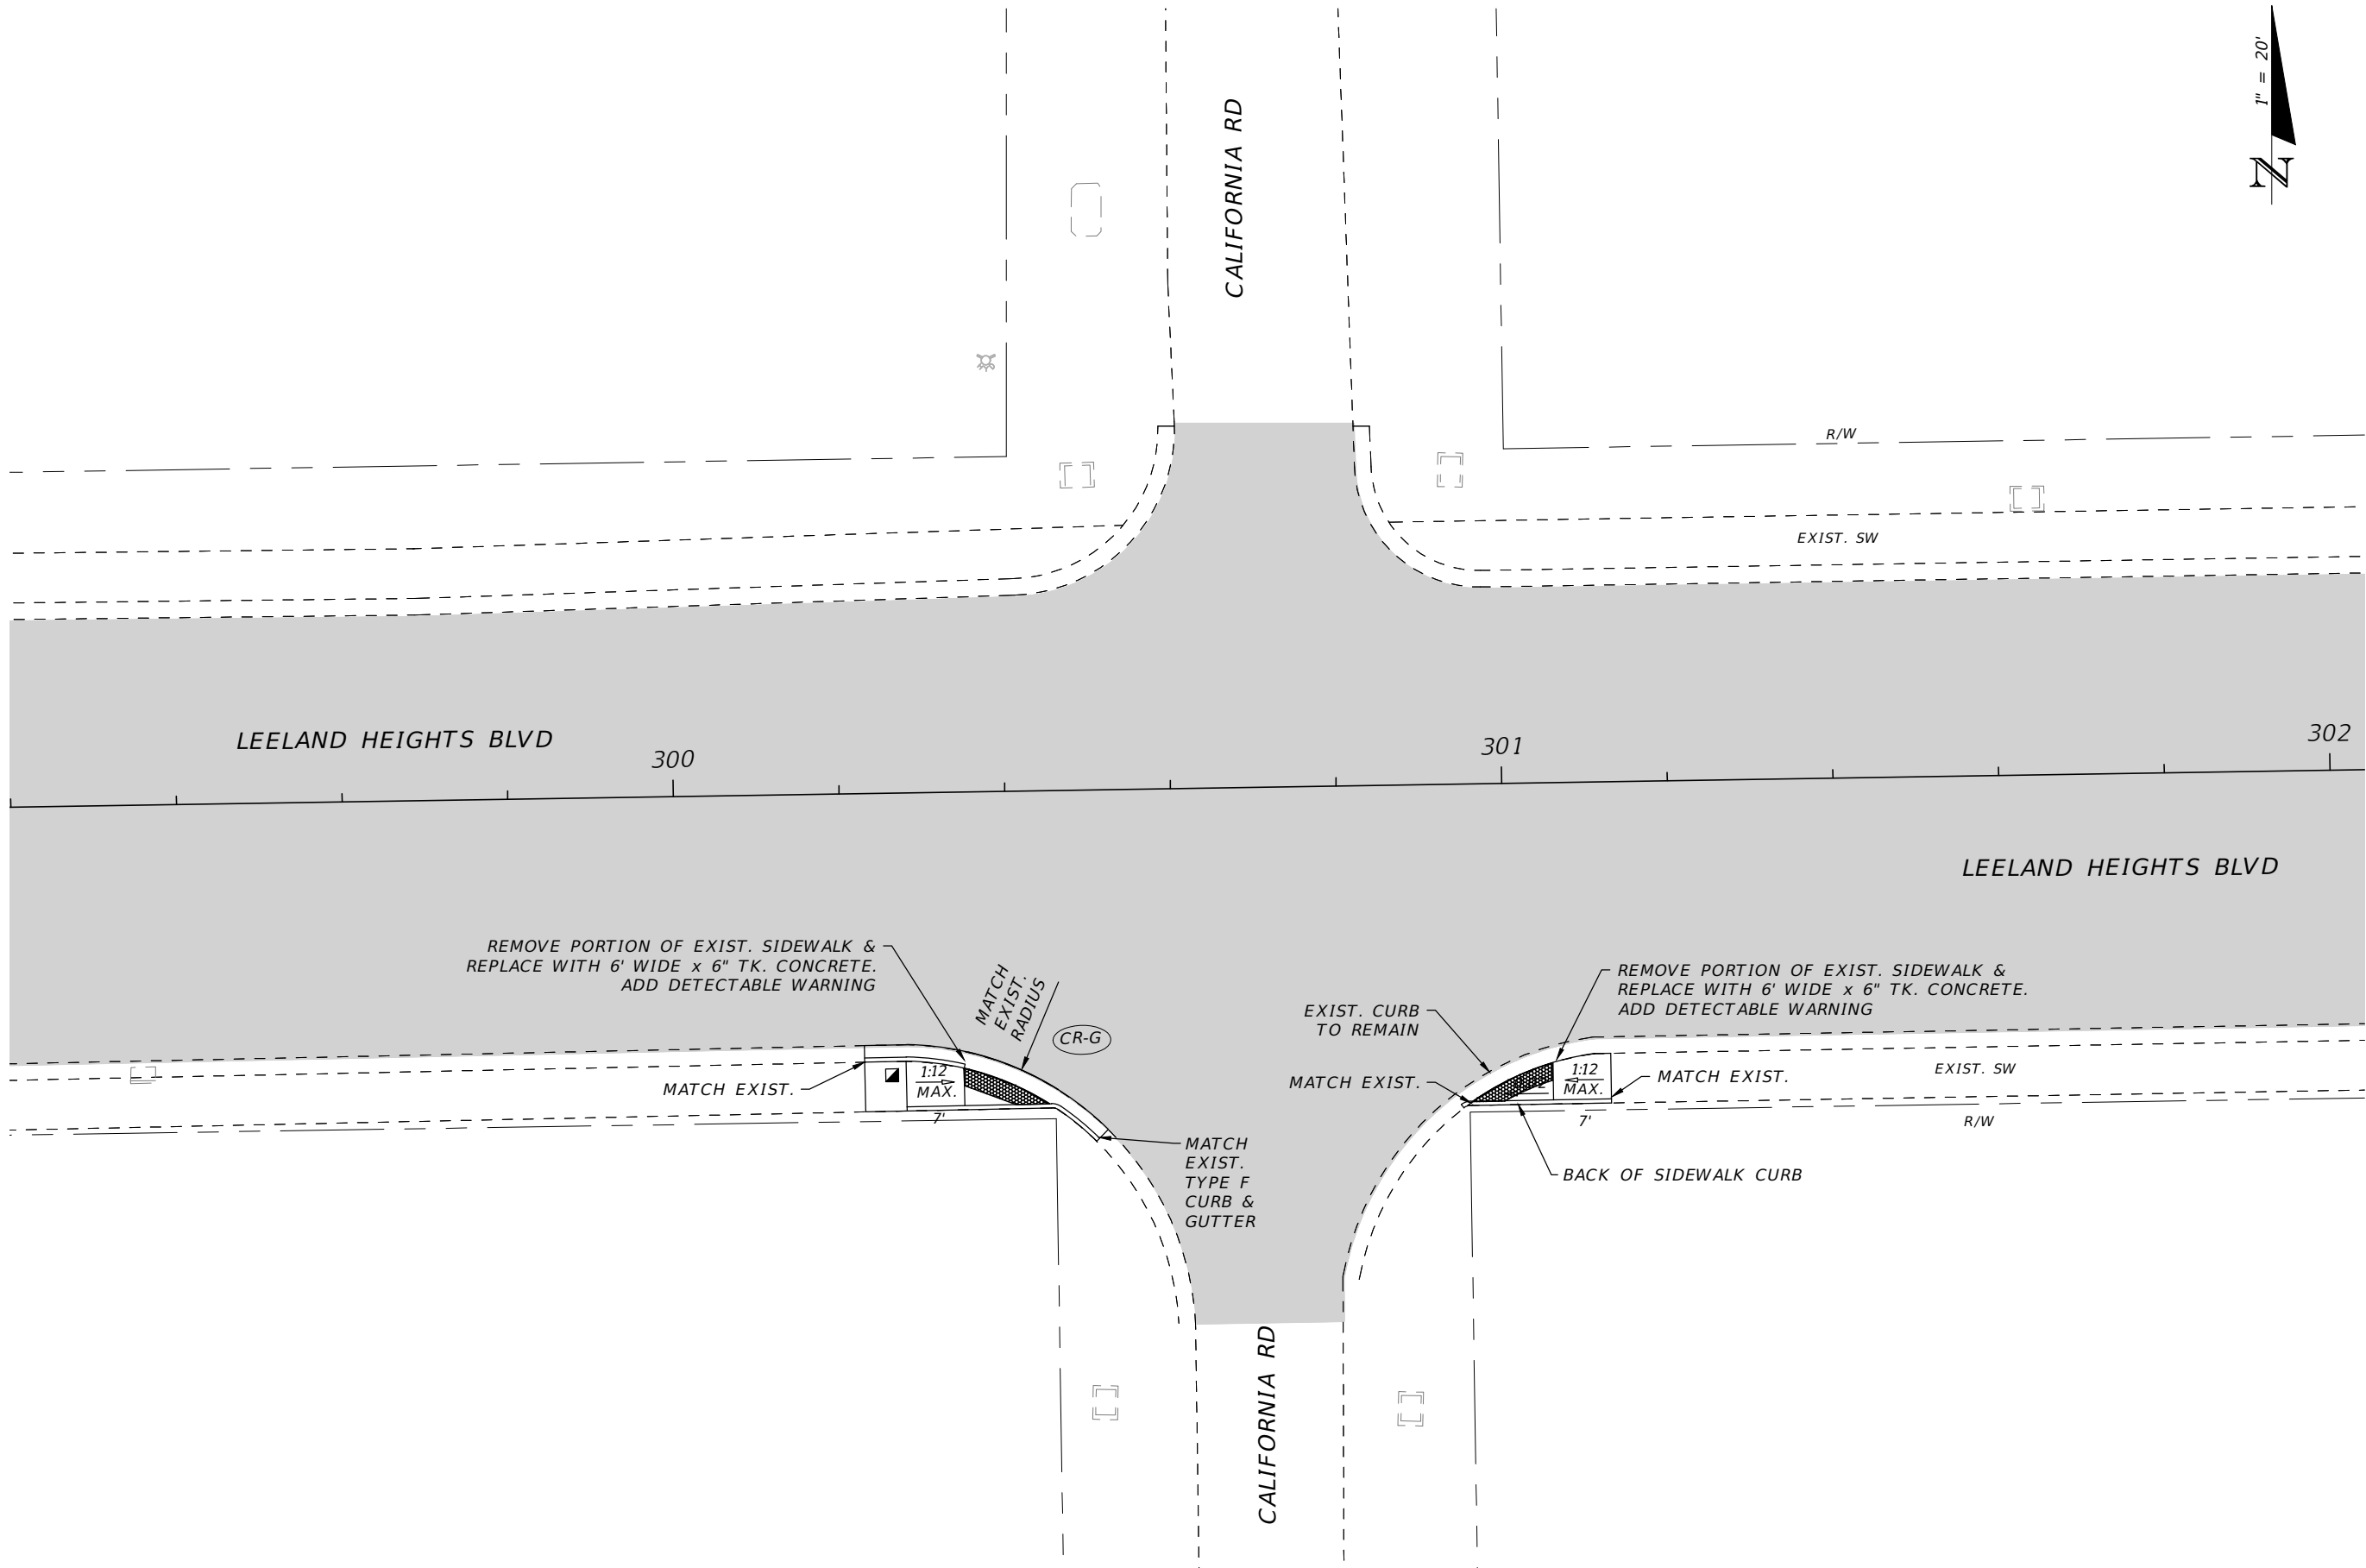 1" = 20'
N
CALIFORNIA RD
R/W
EXIST. SW
LEELAND HEIGHTS BLVD
300
301
302
LEELAND HEIGHTS BLVD
REMOVE PORTION OF EXIST. SIDEWALK &
REPLACE WITH 6' WIDE x 6" TK. CONCRETE.
ADD DETECTABLE WARNING
MATCH
EXIST.
RADIUS
CR-G
EXIST. CURB
TO REMAIN
REMOVE PORTION OF EXIST. SIDEWALK &
REPLACE WITH 6' WIDE x 6" TK. CONCRETE.
ADD DETECTABLE WARNING
MATCH EXIST.
1:12
MAX.
7'
MATCH EXIST.
1:12
MAX.
7'
MATCH EXIST.
EXIST. SW
R/W
MATCH
EXIST.
TYPE F
CURB &
GUTTER
BACK OF SIDEWALK CURB
CALIFORNIA RD